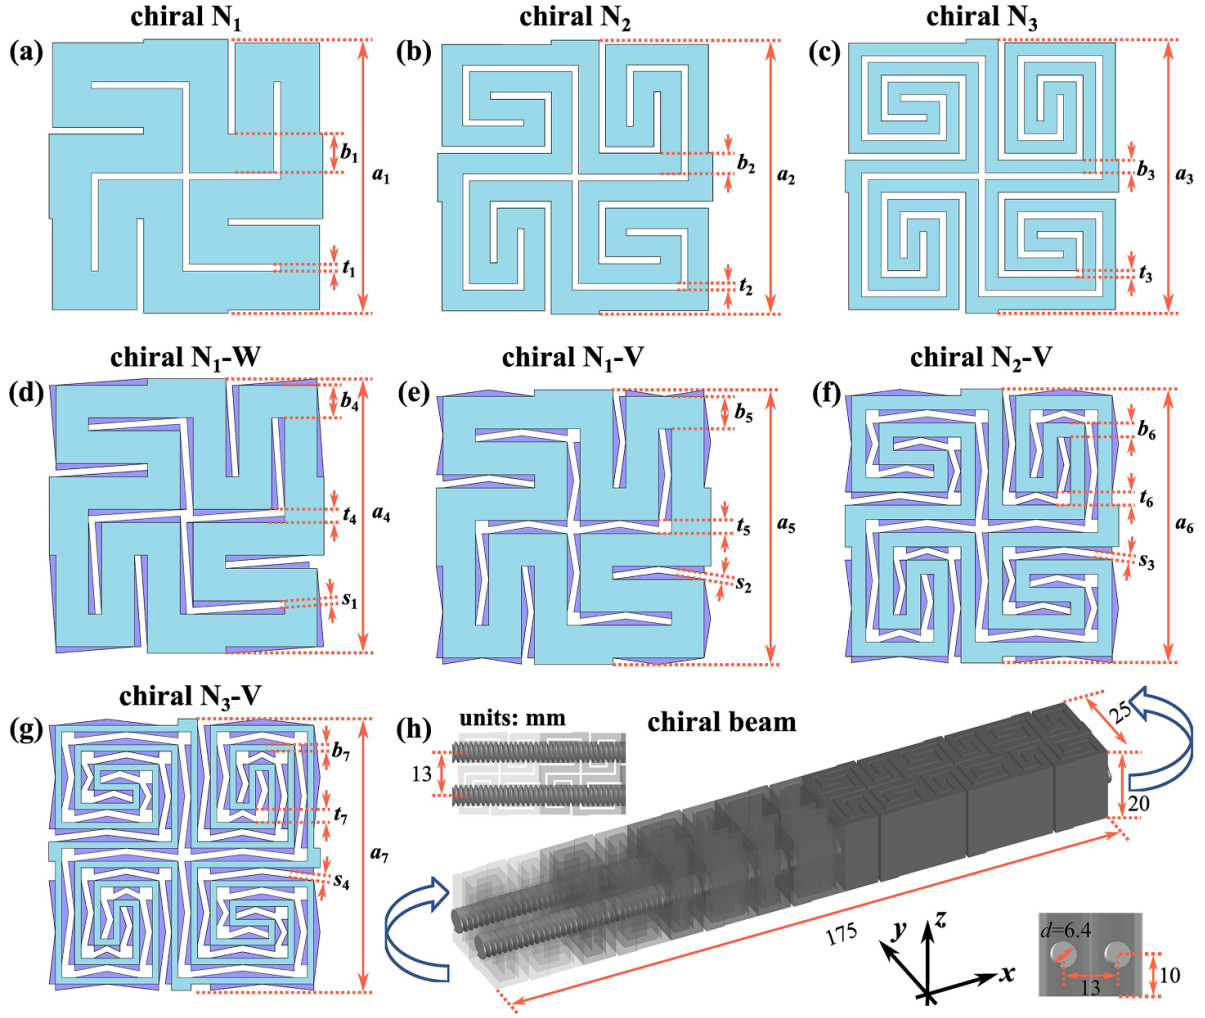 chiral N₁
chiral N₂
chiral N₃
(a)
b₁
a₁
t₁
(b)
b₂
a₂
t₂
(c)
b₃
a₃
t₃
chiral N₁-W
chiral N₁-V
chiral N₂-V
(d)
b₄
t₄
a₄
s₁
(e)
b₅
t₅
a₅
s₂
(f)
b₆
t₆
a₆
s₃
chiral N₃-V
(g)
b₇
t₇
a₇
s₄
(h)
units: mm
chiral beam
13
25
20
175
y
z
x
d=6.4
13
10